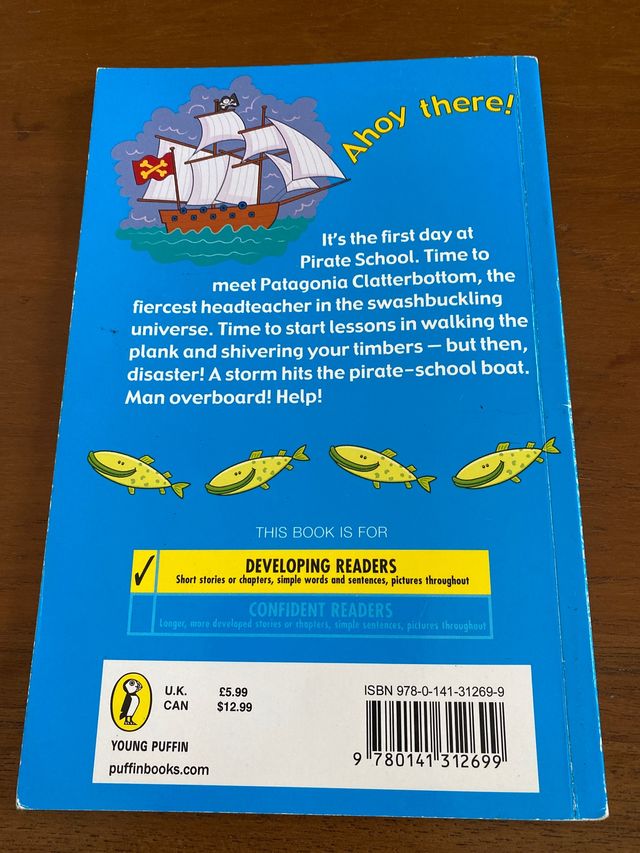 Ahoy there!
It's the first day at
Pirate School. Time to
meet Patagonia Clatterbottom, the
fiercest headteacher in the swashbuckling
universe. Time to start lessons in walking the
plank and shivering your timbers – but then,
disaster! A storm hits the pirate-school boat.
Man overboard! Help!
THIS BOOK IS FOR
DEVELOPING READERS
Short stories or chapters, simple words and sentences, pictures throughout
CONFIDENT READERS
Longer, more developed stories or chapters, simple sentences, pictures throughout
U.K. £5.99
CAN $12.99
YOUNG PUFFIN
puffinbooks.com
ISBN 978-0-141-31269-9
9 780141 312699